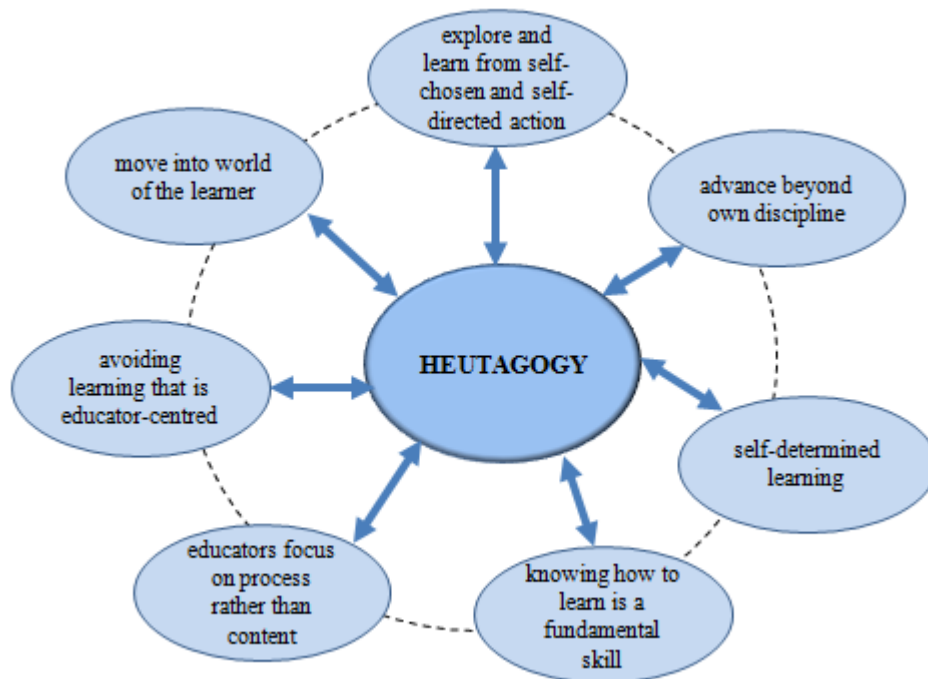 explore and
learn from self-
chosen and self-
directed action
move into world
of the learner
advance beyond
own discipline
HEUTAGOGY
avoiding
learning that is
educator-centred
self-determined
learning
educators focus
on process
rather than
content
knowing how to
learn is a
fundamental
skill